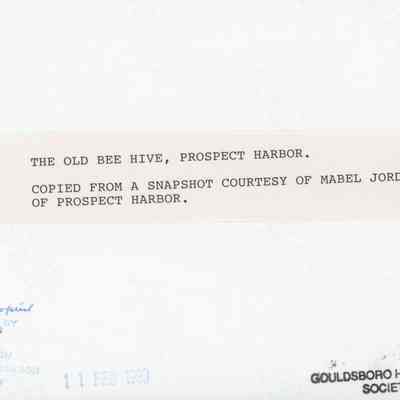 THE OLD BEE HIVE, PROSPECT HARBOR.
COPIED FROM A SNAPSHOT COURTESY OF MABEL JORD
OF PROSPECT HARBOR.
BY
11 FEB
GOULDSBORO H
SOCIET